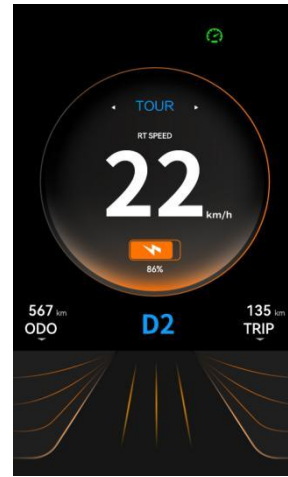 TOUR
RT SPEED
22 km/h
86%
567 km
ODO
D2
135 km
TRIP